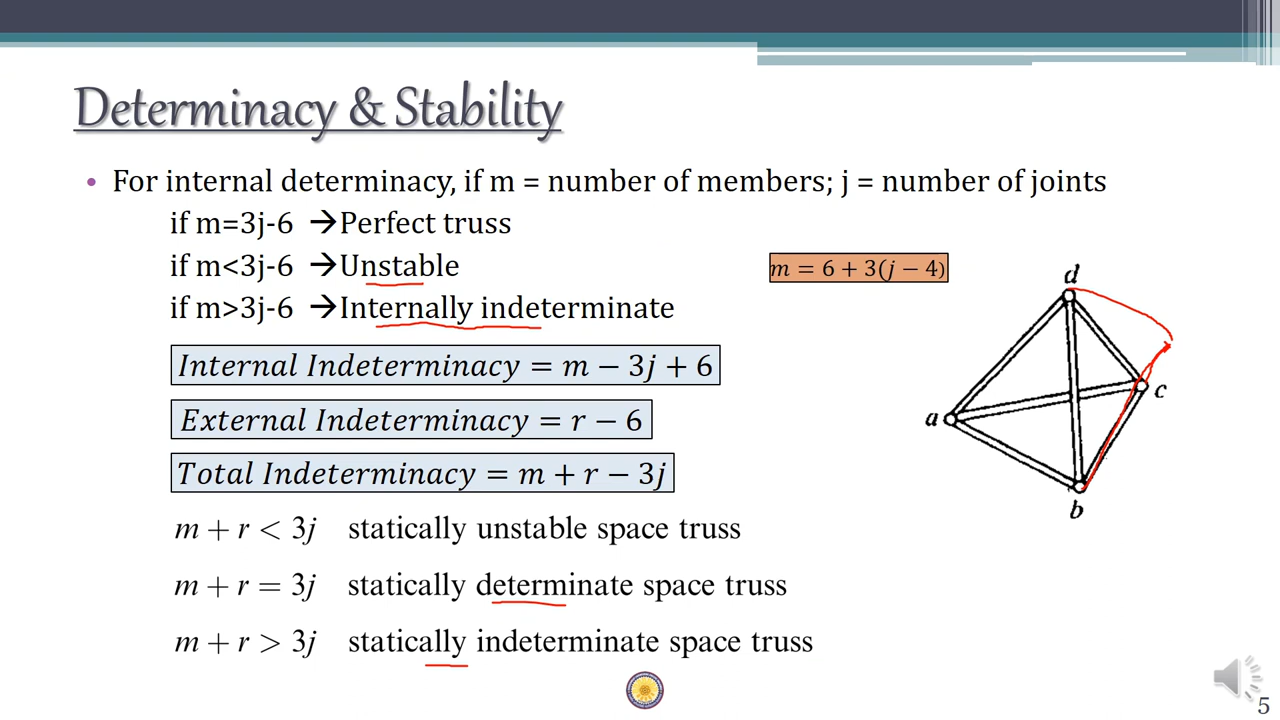 Determinacy & Stability
• For internal determinacy, if m = number of members; j = number of joints
if m=3j-6 →Perfect truss
if m<3j-6 →Unstable
if m>3j-6 →Internally indeterminate
m = 6 + 3(j − 4)
Internal Indeterminacy = m − 3j + 6
External Indeterminacy = r − 6
Total Indeterminacy = m + r − 3j
m + r < 3j statically unstable space truss
m + r = 3j statically determinate space truss
m + r > 3j statically indeterminate space truss
d
c
a
b
5